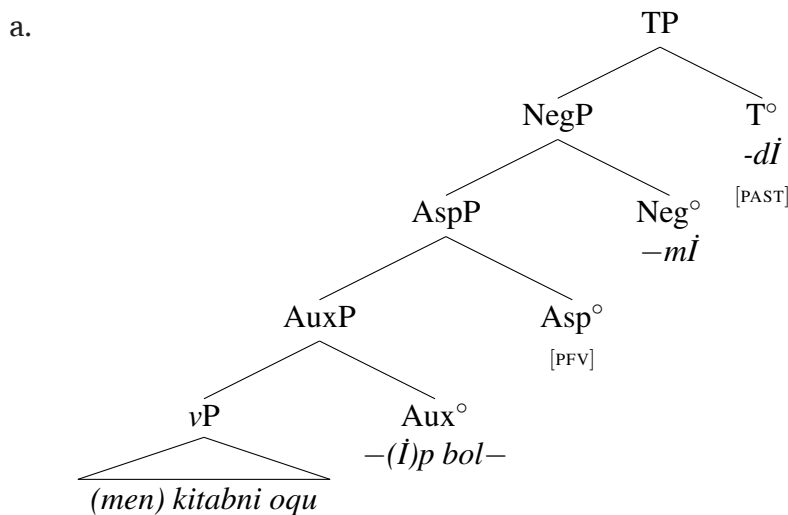 a.
TP
NegP T°
-dİ
[PAST]
AspP Neg°
−mİ
AuxP Asp°
[PFV]
vP Aux°
−(İ)p bol−
(men) kitabni oqu